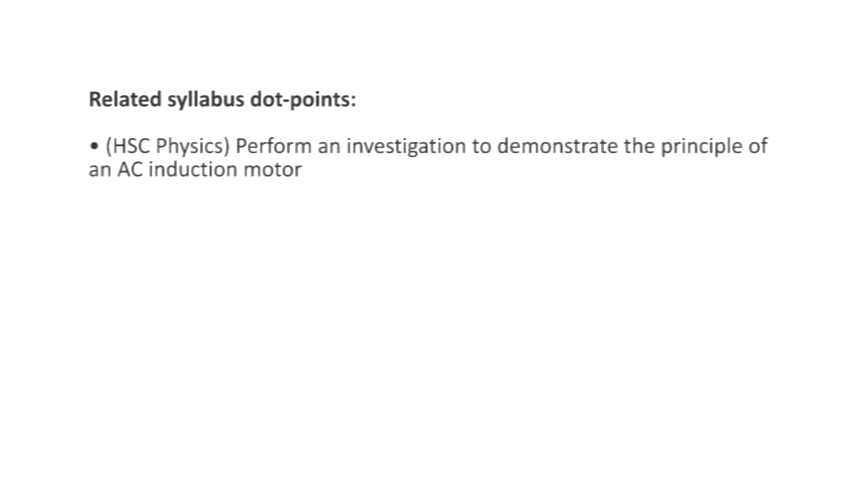 Related syllabus dot-points:
• (HSC Physics) Perform an investigation to demonstrate the principle of
an AC induction motor